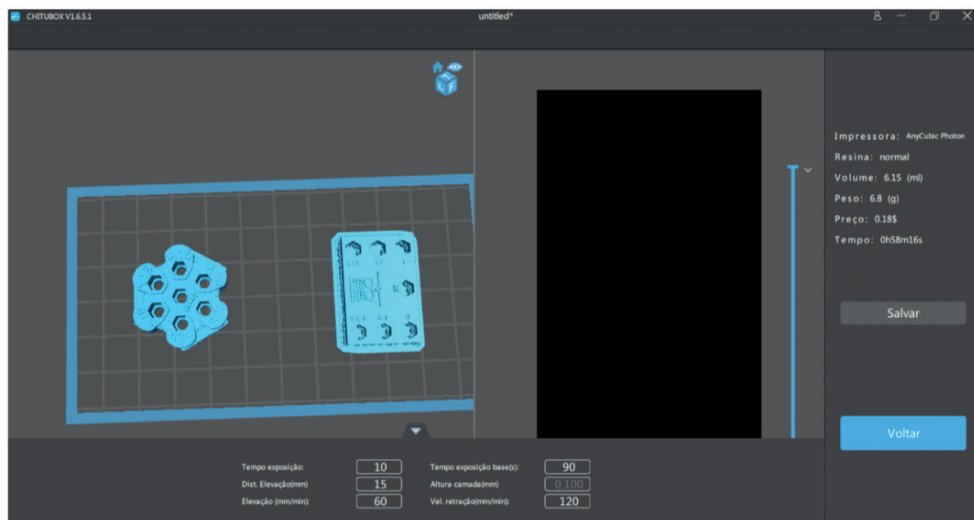 CHITUBOX V1.6.5.1
untitled*
Impressora: AnyCubic Photon
Resina: normal
Volume: 6.15 (ml)
Peso: 6.8 (g)
Preço: 0.18$
Tempo: 0h58m16s
Salvar
Voltar
Tempo exposição: 10 Tempo exposição base(s): 90
Dist. Elevação(mm) 15 Altura camada(mm) 0.100
Elevação (mm/min): 60 Vel. retração(mm/min): 120